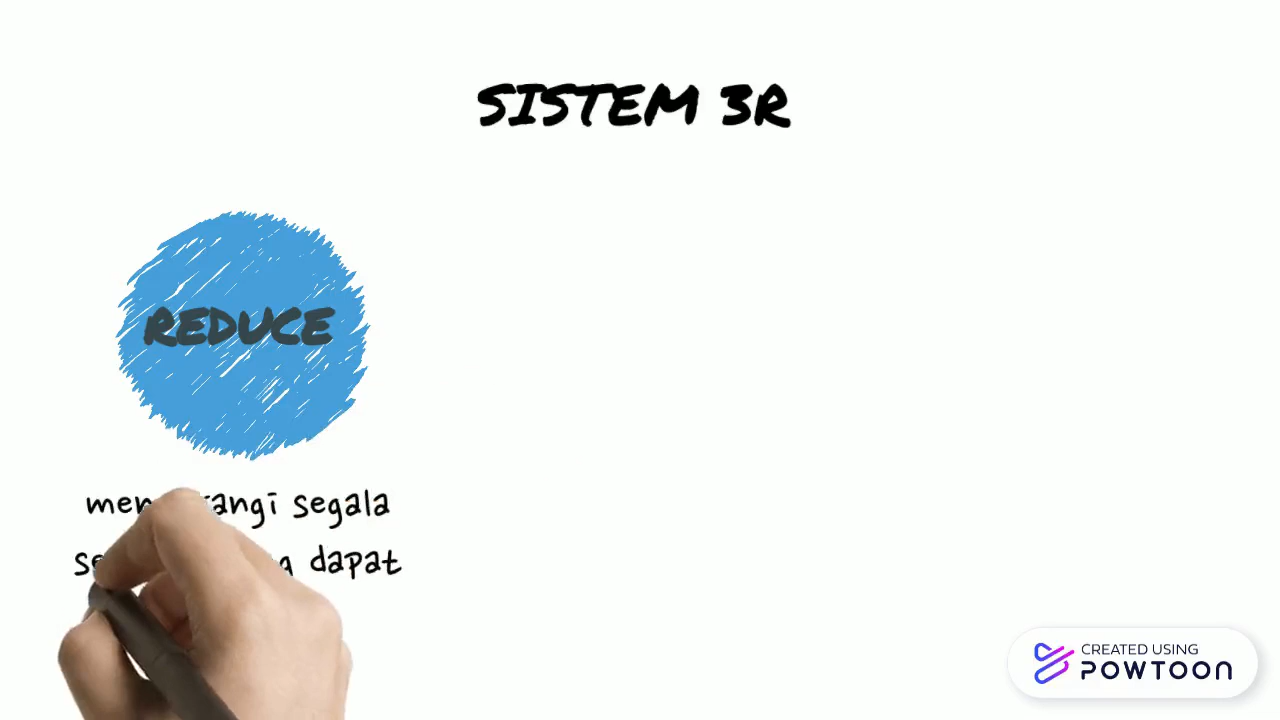 SISTEM 3R
REDUCE
segala
dapat
CREATED USING
POWTOON